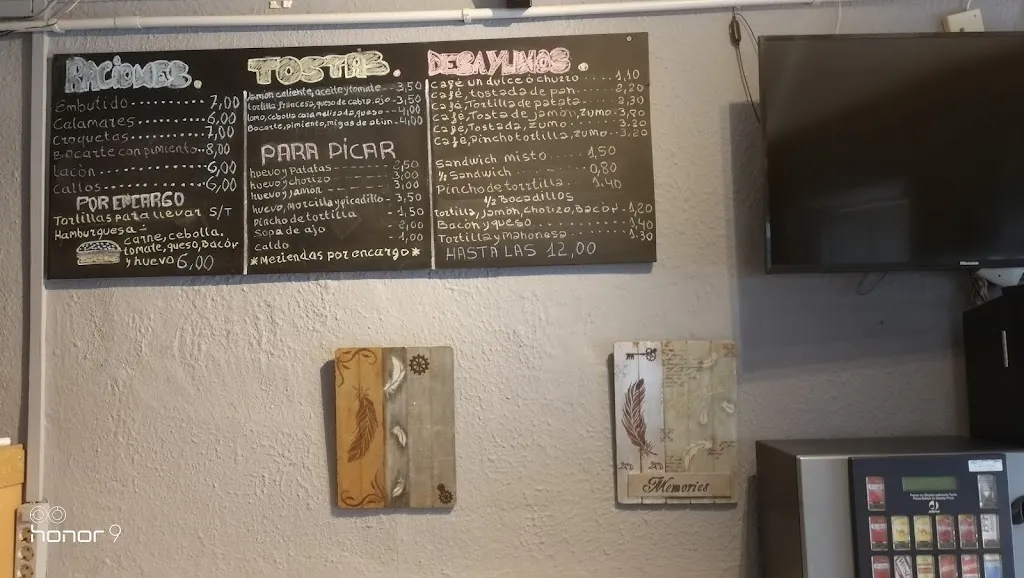 RACIONES.
Embutido 7,00
Calamares 6,00
Croquetas 7,00
Bocarte con pimiento 8,00
Lacón 6,00
Callos 6,00
POR ENCARGO
Tortillas para llevar S/T
Hamburguesa:
carne, cebolla,
tomate, queso, Bacón
y huevo 6,00
TOSTAS.
Jamon caliente, aceite y tomate 3,50
Tortilla francesa, queso de cabra, ajo 3,50
lomo, cebolla caramelizada, queso 4,00
Bocarte, pimiento, migas de atún 4,00
PARA PICAR
huevo y patatas 2,50
huevo y chorizo 3,00
huevo y jamón 3,00
huevo, morcilla y picadillo 3,50
Pincho de tortilla 1,50
Sopa de ajo 2,00
Caldo 1,00
*Meriendas por encargo*
DESAYUNOS.
Café un dulce ó churro 1,10
Café, tostada de pan 2,20
Café, Tortilla de patata 2,30
Café, Tosta de jamón, zumo 3,70
Café, Tostada, zumo 3.20
Café, Pincho tortilla, zumo 3.20
Sandwich misto 1,50
½ Sandwich 0,80
Pincho de torrtilla 1.40
½ Bocadillos
Tortilla, jamón, chorizo, Bacón 1,20
Bacón y queso 1,40
Tortilla y mahonesa 1.30
HASTA LAS 12,00
Hisense
Memories
honor 9